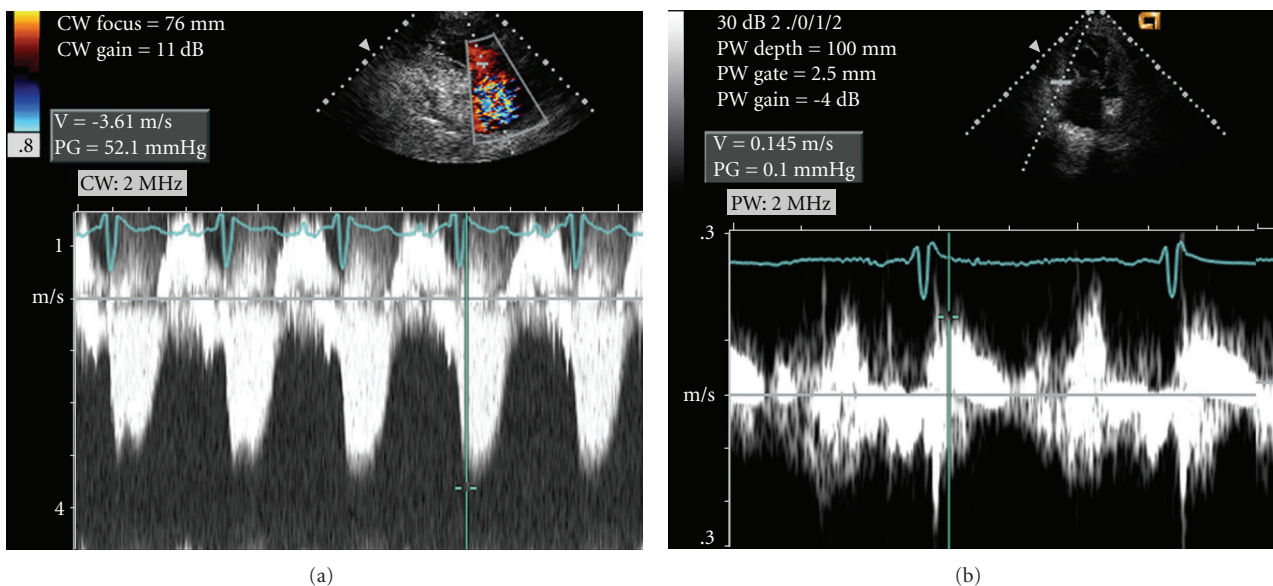 CW focus = 76 mm
CW gain = 11 dB
V = -3.61 m/s
PG = 52.1 mmHg
.8
CW: 2 MHz
1
m/s
4
(a)
30 dB 2 ./0/1/2
PW depth = 100 mm
PW gate = 2.5 mm
PW gain = -4 dB
V = 0.145 m/s
PG = 0.1 mmHg
PW: 2 MHz
.3
m/s
.3
(b)